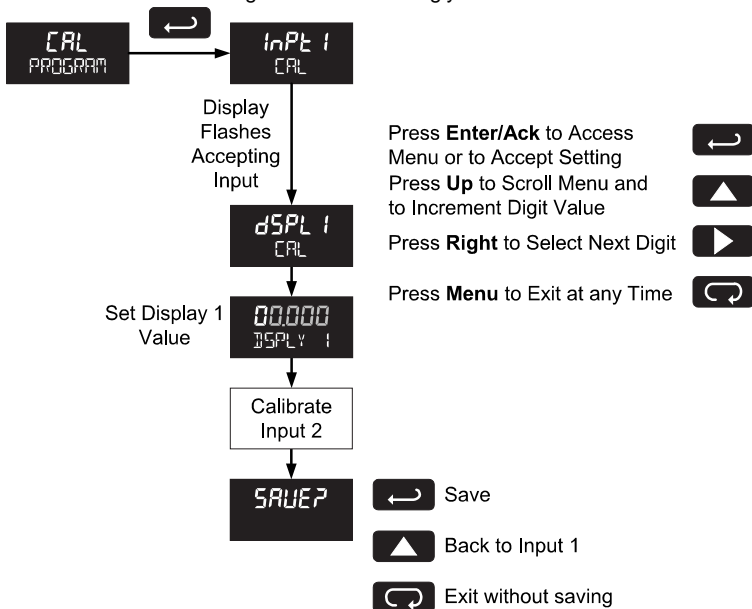 CAL
PROGRAM
InPt 1
CAL
Display
Flashes
Accepting
Input
Press Enter/Ack to Access
Menu or to Accept Setting
Press Up to Scroll Menu and
to Increment Digit Value
Press Right to Select Next Digit
Press Menu to Exit at any Time
dSPL 1
CAL
Set Display 1
Value
00.000
DSPLY 1
Calibrate
Input 2
SAVE?
Save
Back to Input 1
Exit without saving